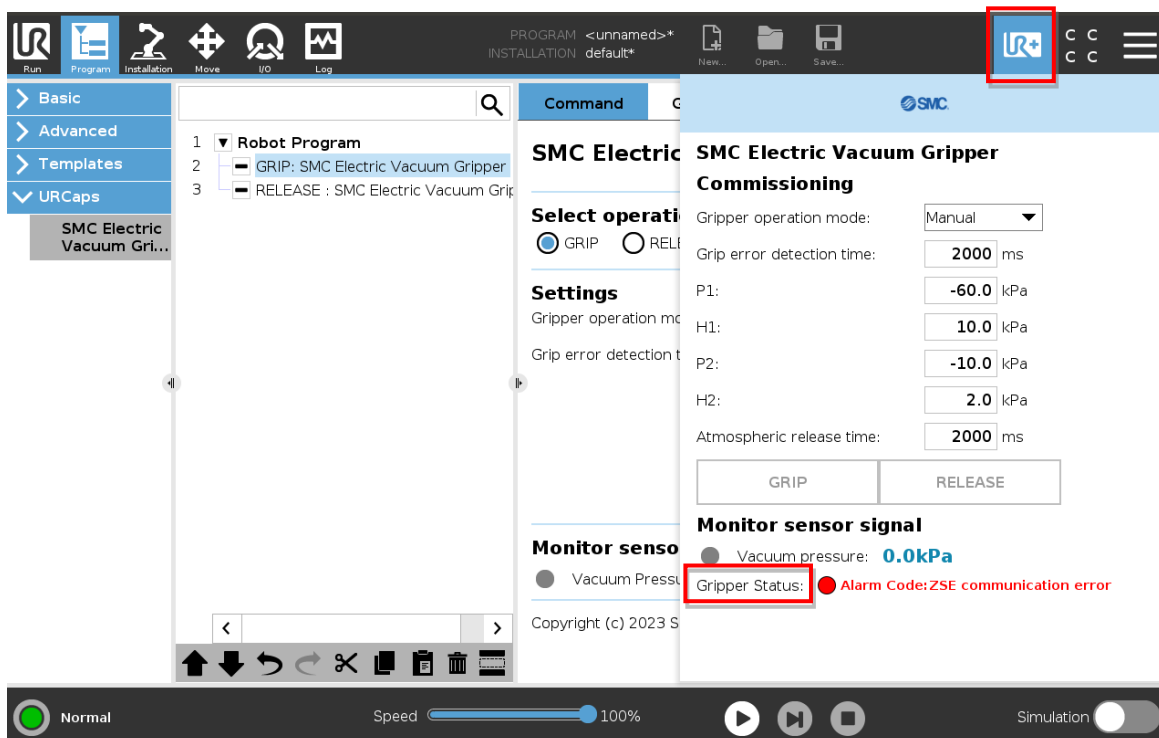 PROGRAM <unnamed>*
INSTALLATION default*
Run Program Installation Move I/O Log
New... Open... Save...
UR+
C C
C C
Basic
Advanced
Templates
URCaps
SMC Electric
Vacuum Gri...
1 Robot Program
2 GRIP: SMC Electric Vacuum Gripper
3 RELEASE : SMC Electric Vacuum Grip
Command G
SMC Electric
Select operati
GRIP RELE
Settings
Gripper operation mo
Grip error detection t
Monitor senso
Vacuum Pressu
Copyright (c) 2023 S
SMC
SMC Electric Vacuum Gripper
Commissioning
Gripper operation mode: Manual
Grip error detection time: 2000 ms
P1: -60.0 kPa
H1: 10.0 kPa
P2: -10.0 kPa
H2: 2.0 kPa
Atmospheric release time: 2000 ms
GRIP RELEASE
Monitor sensor signal
Vacuum pressure: 0.0kPa
Gripper Status: Alarm Code:ZSE communication error
Normal
Speed 100%
Simulation